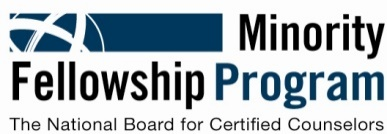 Minority
Fellowship Program
The National Board for Certified Counselors